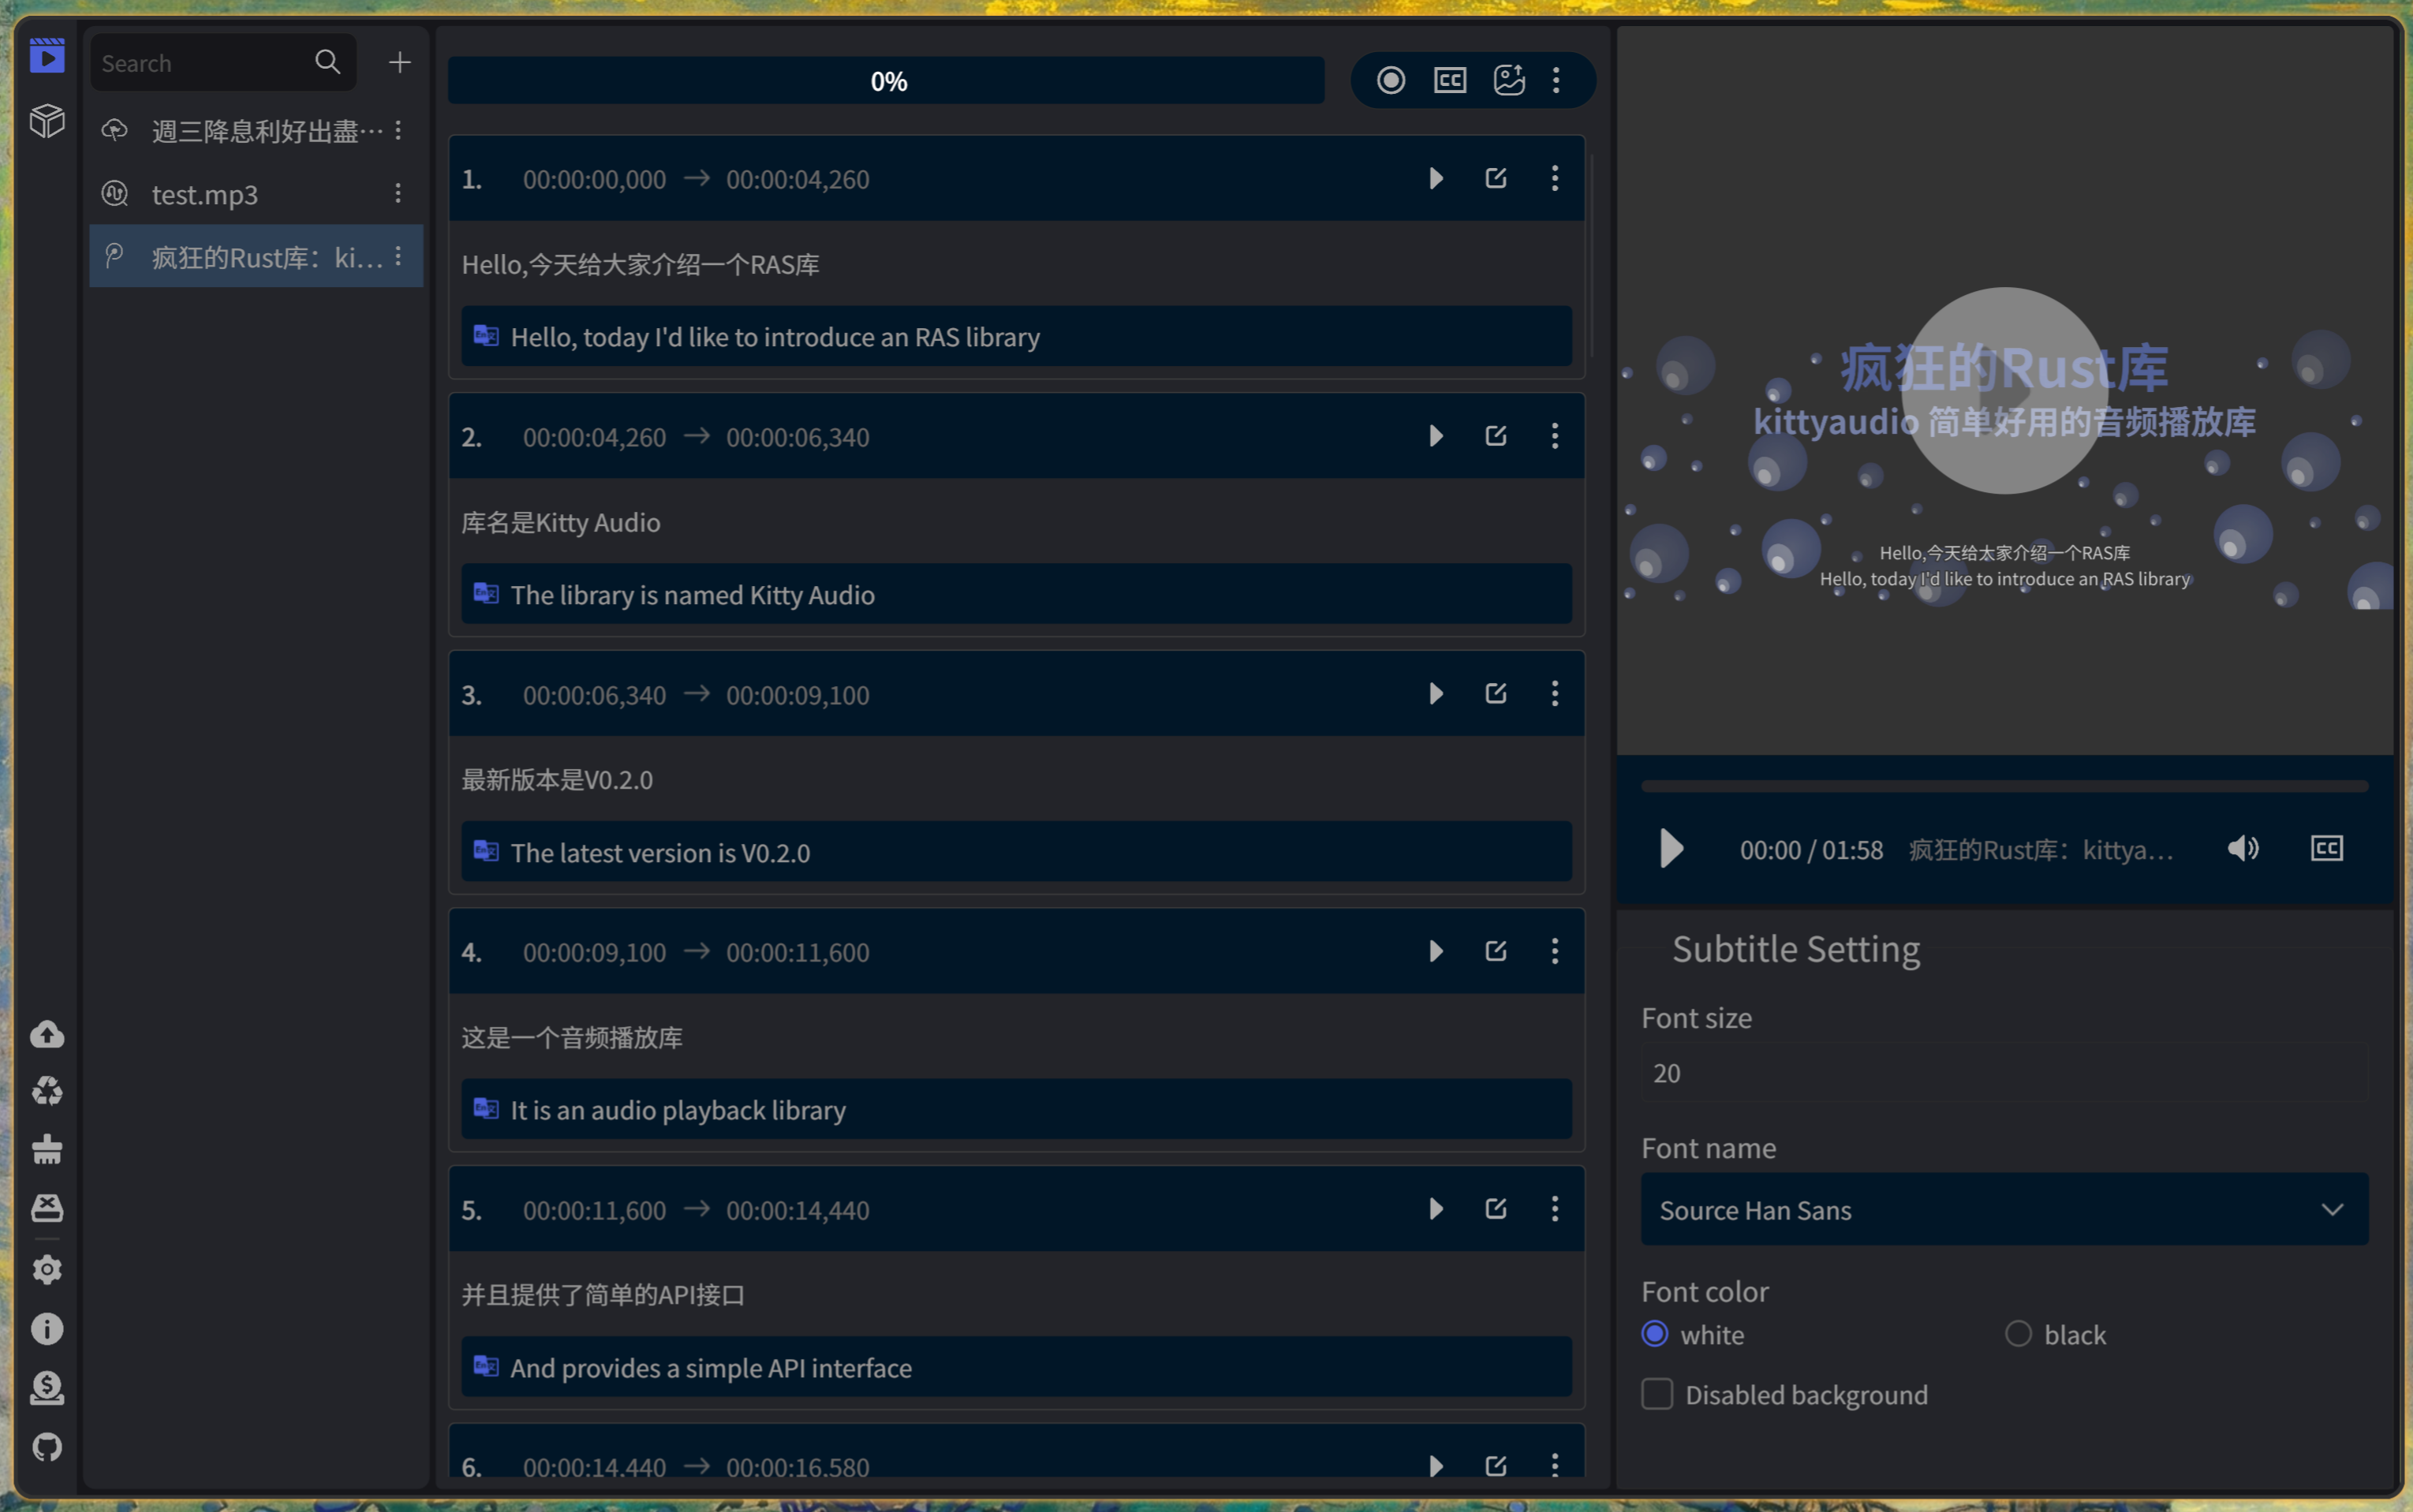 Search
週三降息利好出盡…
test.mp3
疯狂的Rust库：ki...
0%
1. 00:00:00,000 → 00:00:04,260
Hello,今天给大家介绍一个RAS库
Hello, today I'd like to introduce an RAS library
2. 00:00:04,260 → 00:00:06,340
库名是Kitty Audio
The library is named Kitty Audio
3. 00:00:06,340 → 00:00:09,100
最新版本是V0.2.0
The latest version is V0.2.0
4. 00:00:09,100 → 00:00:11,600
这是一个音频播放库
It is an audio playback library
5. 00:00:11,600 → 00:00:14,440
并且提供了简单的API接口
And provides a simple API interface
6. 00:00:14,440 → 00:00:16,580
疯狂的Rust库
kittyaudio 简单好用的音频播放库
Hello,今天给大家介绍一个RAS库
Hello, today I'd like to introduce an RAS library
00:00 / 01:58 疯狂的Rust库：kittya... CC
Subtitle Setting
Font size
20
Font name
Source Han Sans
Font color
white
black
Disabled background